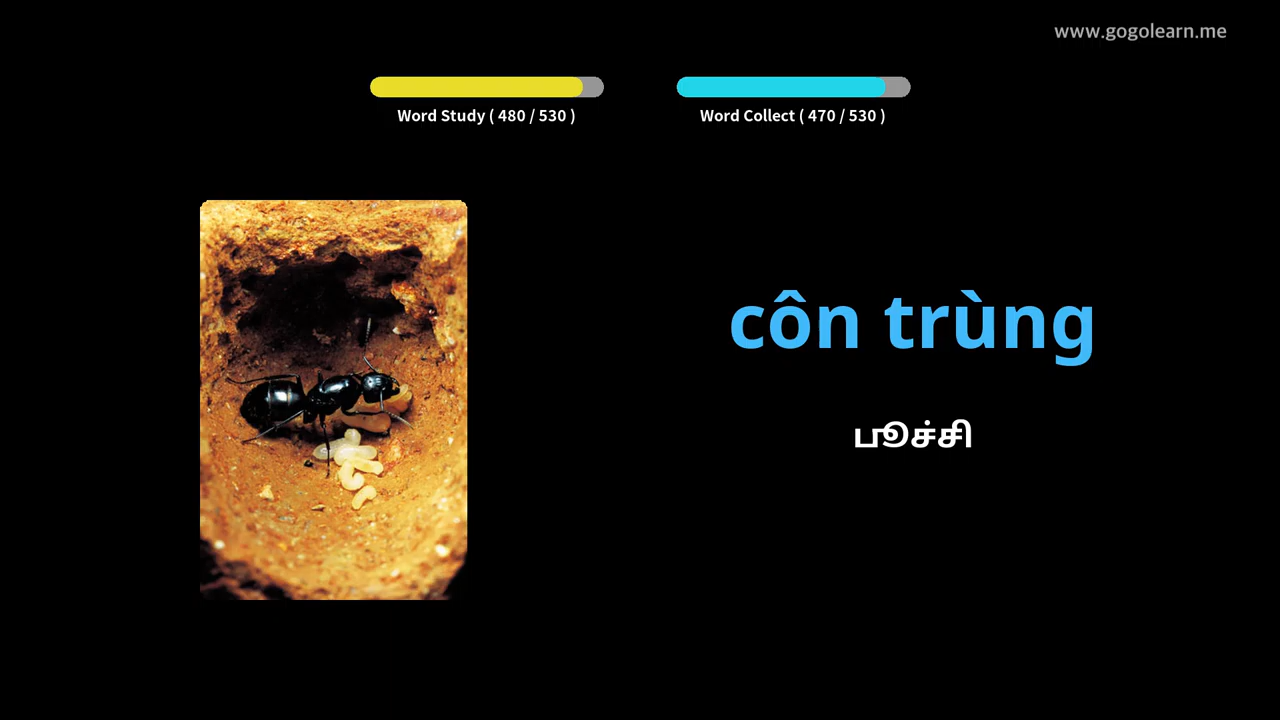 www.gogolearn.me
Word Study ( 480 / 530 )
Word Collect ( 470 / 530 )
côn trùng
பூச்சி